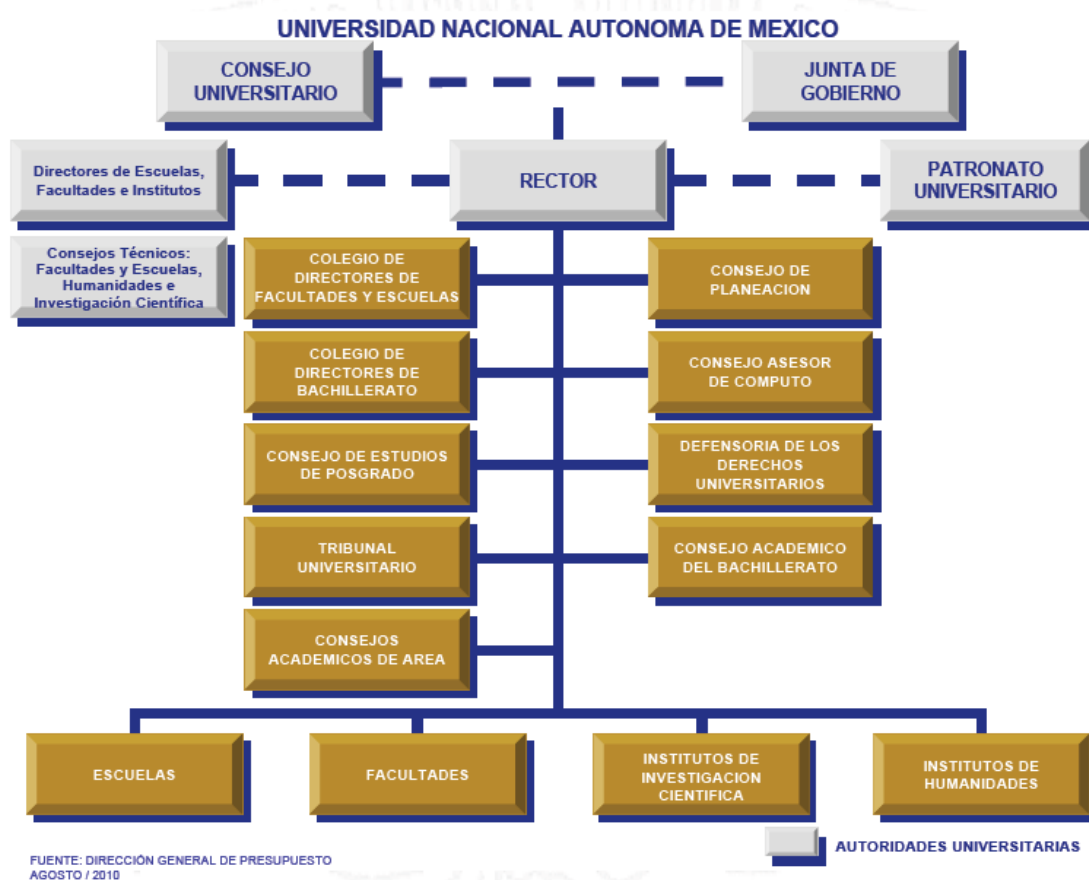 UNIVERSIDAD NACIONAL AUTONOMA DE MEXICO
CONSEJO
UNIVERSITARIO
JUNTA DE
GOBIERNO
Directores de Escuelas,
Facultades e Institutos
RECTOR
PATRONATO
UNIVERSITARIO
Consejos Técnicos:
Facultades y Escuelas,
Humanidades e
Investigación Científica
COLEGIO DE
DIRECTORES DE
FACULTADES Y ESCUELAS
CONSEJO DE
PLANEACION
COLEGIO DE
DIRECTORES DE
BACHILLERATO
CONSEJO ASESOR
DE COMPUTO
CONSEJO DE ESTUDIOS
DE POSGRADO
DEFENSORIA DE LOS
DERECHOS
UNIVERSITARIOS
TRIBUNAL
UNIVERSITARIO
CONSEJO ACADEMICO
DEL BACHILLERATO
CONSEJOS
ACADEMICOS DE AREA
ESCUELAS
FACULTADES
INSTITUTOS DE
INVESTIGACION
CIENTIFICA
INSTITUTOS DE
HUMANIDADES
AUTORIDADES UNIVERSITARIAS
FUENTE: DIRECCIÓN GENERAL DE PRESUPUESTO
AGOSTO / 2010